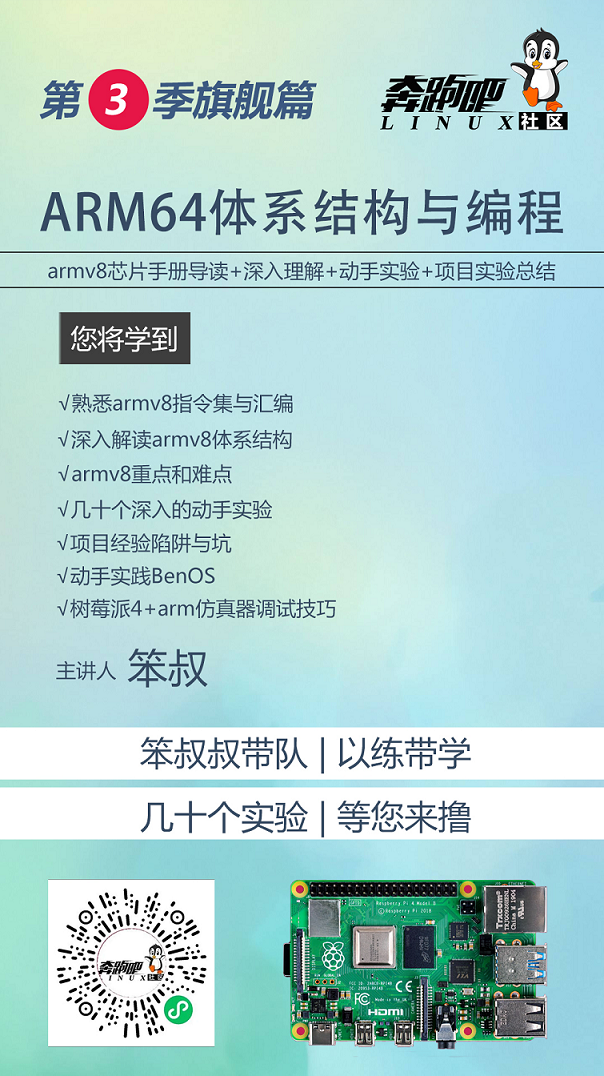 第3季旗舰篇
奔跑吧
LINUX社区
ARM64体系结构与编程
armv8芯片手册导读+深入理解+动手实验+项目实验总结
您将学到
√熟悉armv8指令集与汇编
√深入解读armv8体系结构
√armv8重点和难点
√几十个深入的动手实验
√项目经验陷阱与坑
√动手实践BenOS
√树莓派4+arm仿真器调试技巧
主讲人 笨叔
笨叔叔带队 | 以练带学
几十个实验 | 等您来撸
奔跑吧
LINUX社区
Raspberry Pi 4 Model B
©Raspberry Pi 2018
Trxcom
China M 1904
FCC
CE
Made in the UK
HDMI